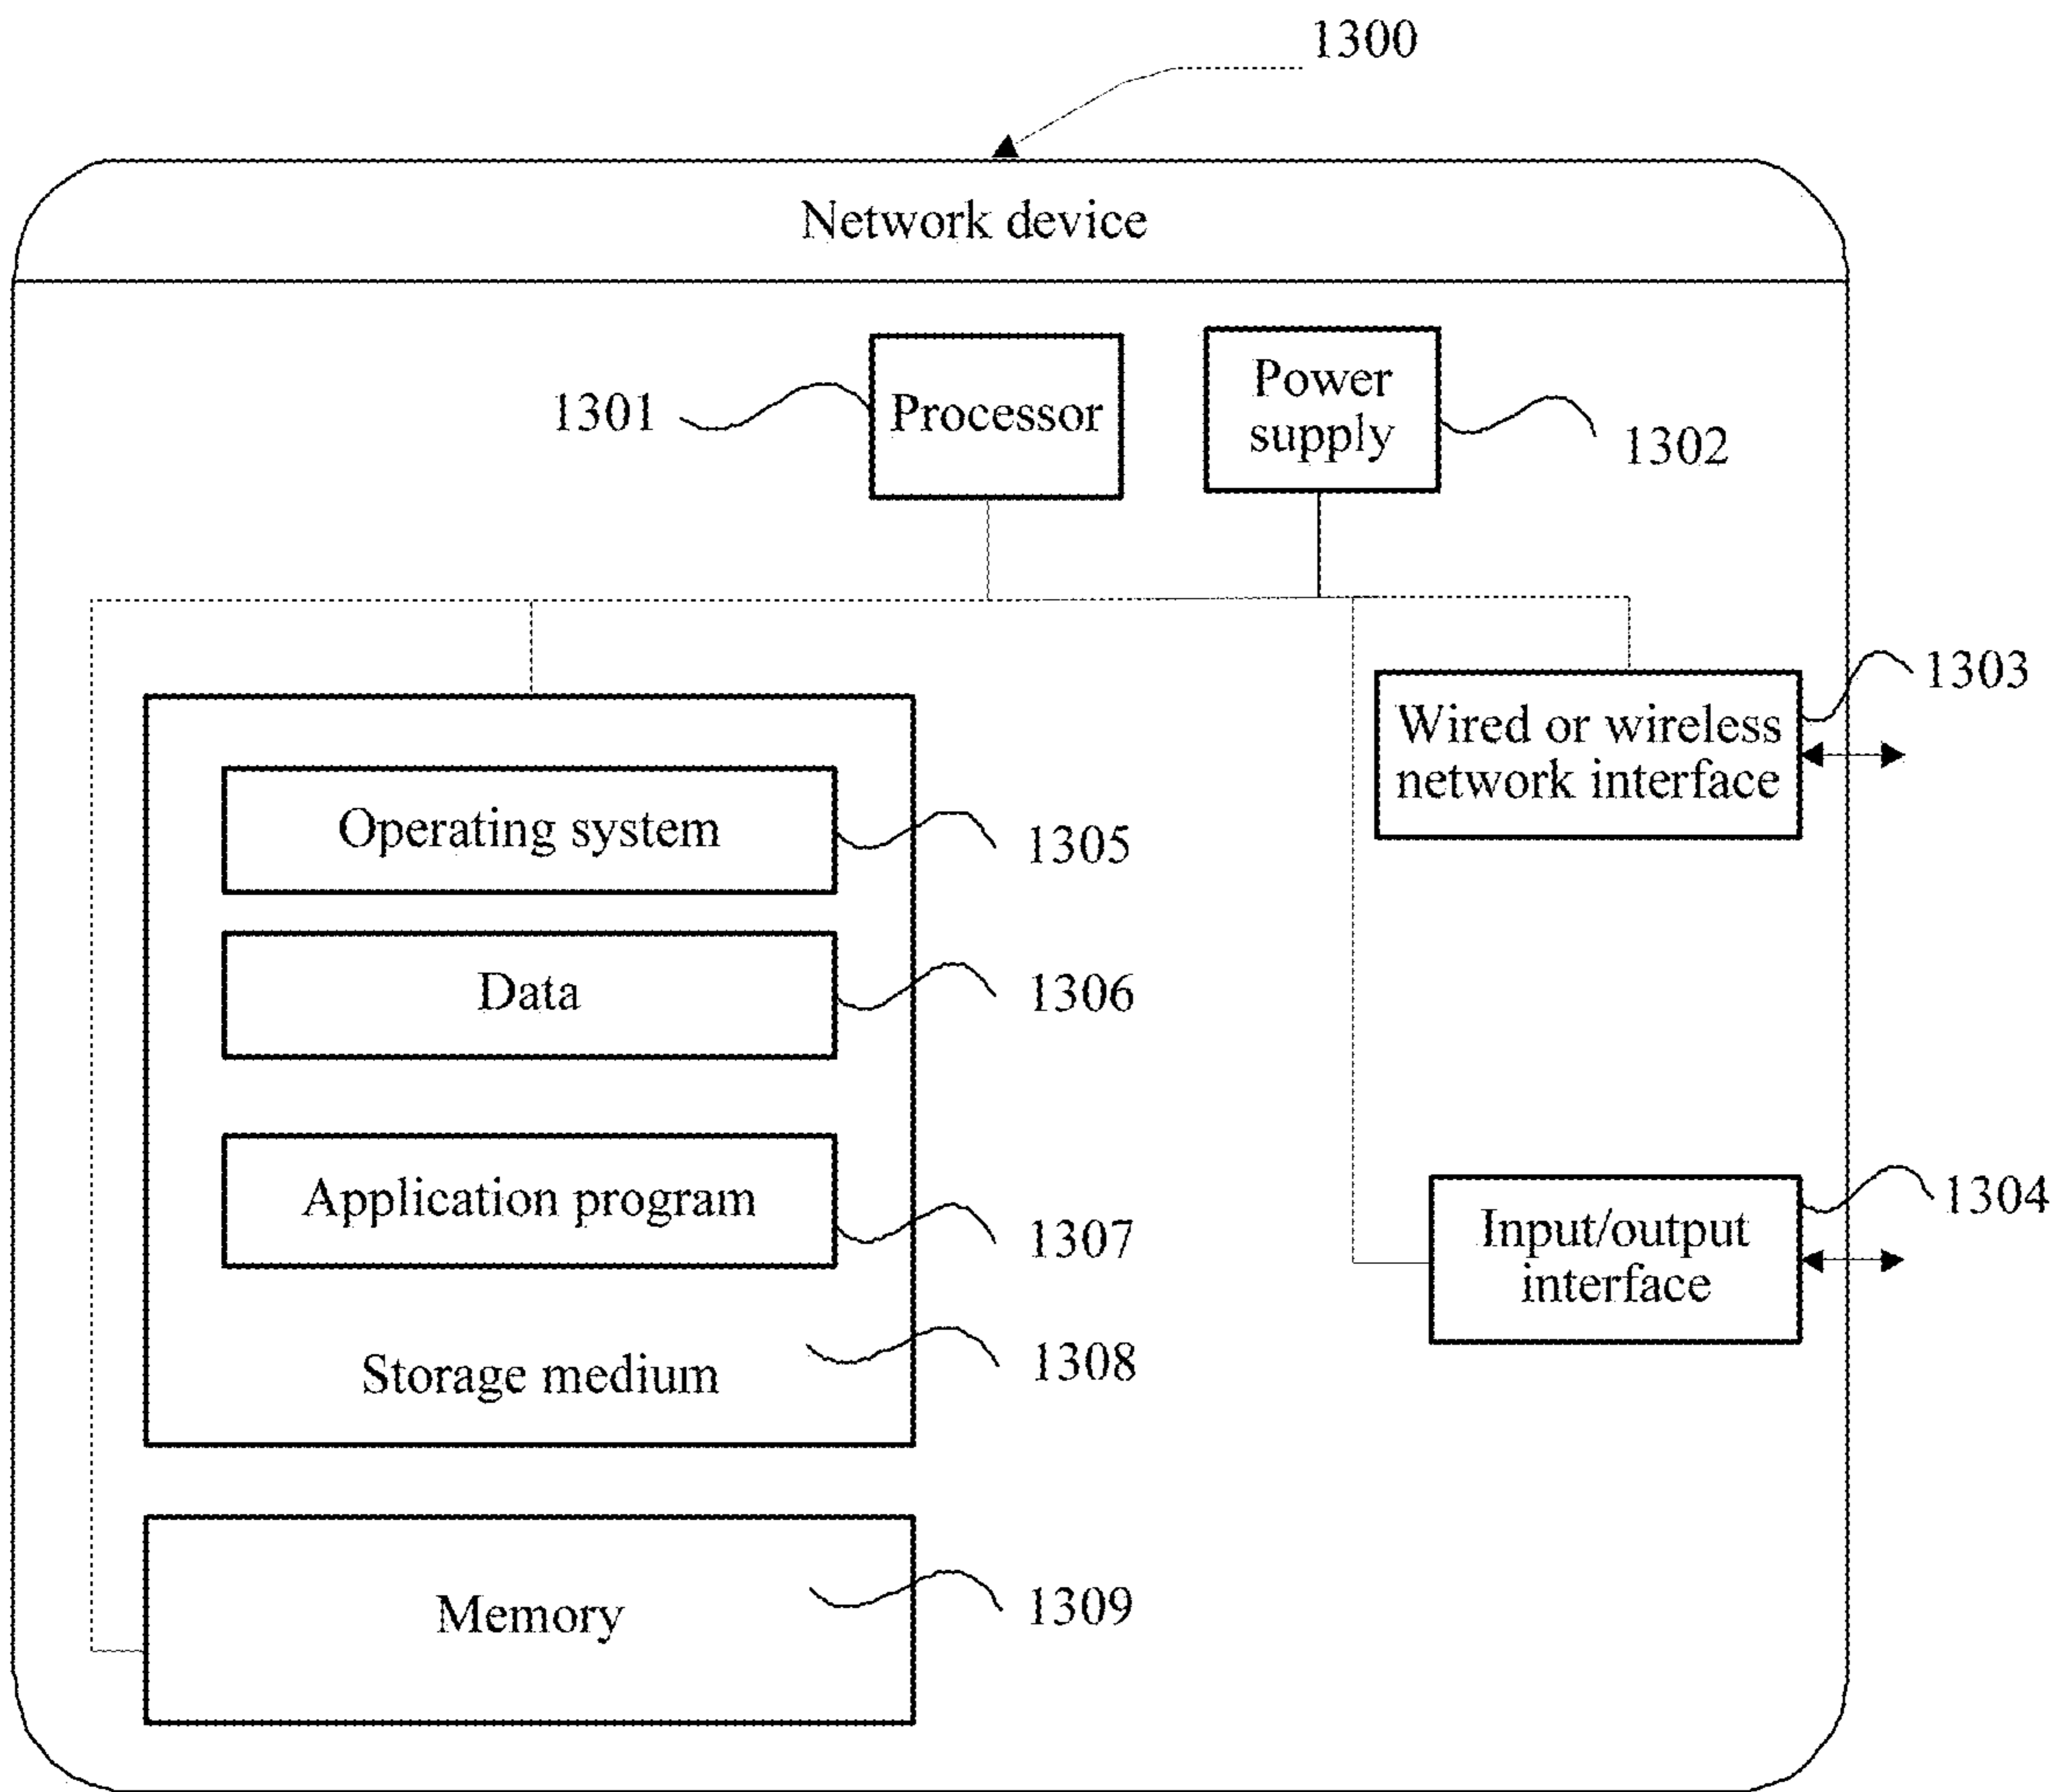 1300
Network device
Processor
1301
Power
supply
1302
Wired or wireless
network interface
1303
Operating system
1305
Data
1306
Application program
1307
Input/output
interface
1304
Storage medium
1308
Memory
1309